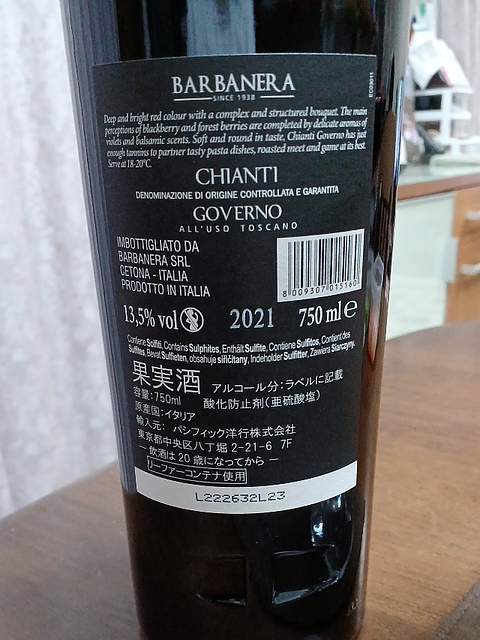 BARBANERA
SINCE 1938
EC03011
Deep and bright red colour with a complex and structured bouquet. The main
perceptions of blackberry and forest berries are completed by delicate aromas of
violets and balsamic scents. Soft and round in taste, Chianti Governo has just
enough tannins to partner tasty pasta dishes, roasted meet and game at its best.
Serve at 18-20°C.
CHIANTI
DENOMINAZIONE DI ORIGINE CONTROLLATA E GARANTITA
GOVERNO
ALL'USO TOSCANO
IMBOTTIGLIATO DA
BARBANERA SRL
CETONA - ITALIA
PRODOTTO IN ITALIA
8 009307 015160
13,5% vol 2021 750 ml e
Contiene Solfiti, Contains Sulphites, Enthält Sulfite, Contiene Sulfitos, Contient des
Sulfites, Bevat Sulfieten, obsahuje siřičitany, Indeholder Sulfitter, Zawiera Siarczyny.
果実酒 アルコール分:ラベルに記載
容量:750ml 酸化防止剤(亜硫酸塩)
原産国:イタリア
輸入元: パシフィック洋行株式会社
東京都中央区八丁堀 2-21-6 7F
― 飲酒は 20 歳になってから ―
リーファーコンテナ使用
L222632L23